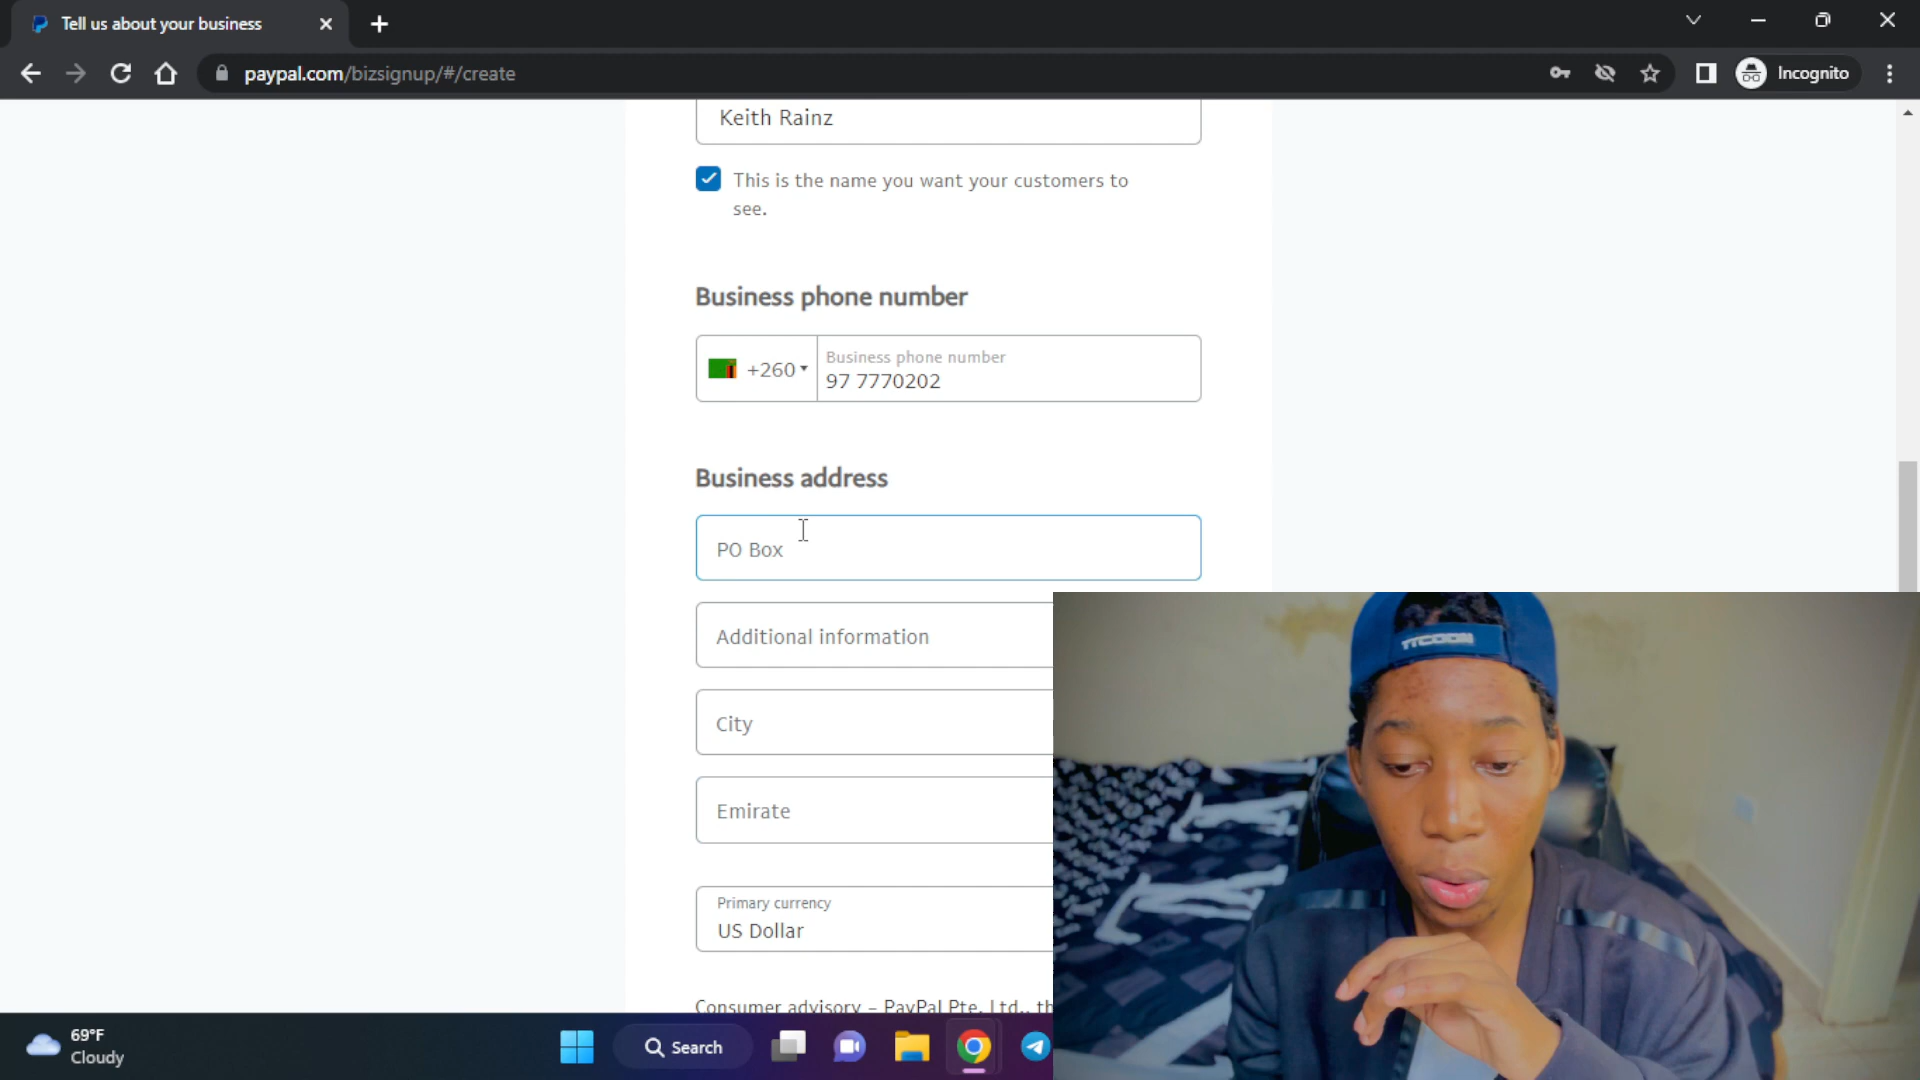 Tell us about your business
paypal.com/bizsignup/#/create
Incognito
Keith Rainz
This is the name you want your customers to
see.
Business phone number
+260
Business phone number
97 7770202
Business address
PO Box
Additional information
City
Emirate
Primary currency
US Dollar
Consumer advisory – PayPal Pte. Ltd., th
TYCOON
69°F
Cloudy
Search